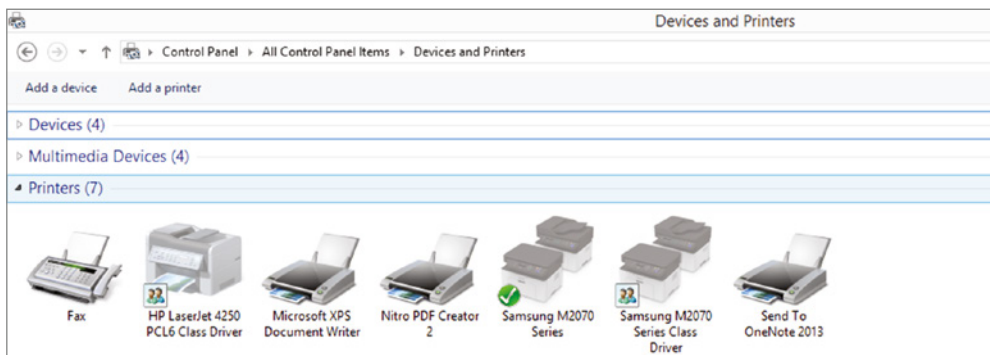 Devices and Printers
Control Panel ▸ All Control Panel Items ▸ Devices and Printers
Add a device Add a printer
Devices (4)
Multimedia Devices (4)
Printers (7)
Fax
HP LaserJet 4250
PCL6 Class Driver
Microsoft XPS
Document Writer
Nitro PDF Creator
2
Samsung M2070
Series
Samsung M2070
Series Class
Driver
Send To
OneNote 2013